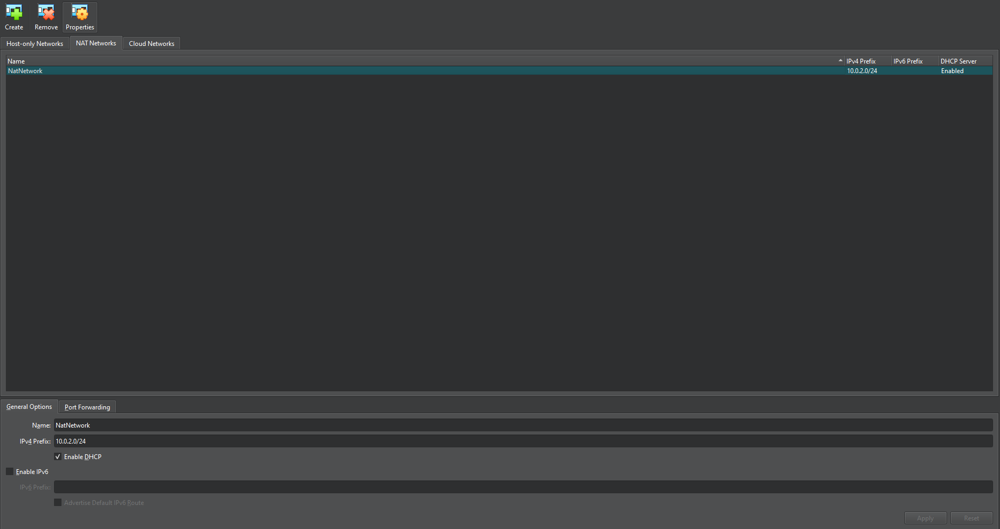 Create Remove Properties
Host-only Networks NAT Networks Cloud Networks
Name IPv4 Prefix IPv6 Prefix DHCP Server
NatNetwork 10.0.2.0/24 Enabled
General Options Port Forwarding
Name: NatNetwork
IPv4 Prefix: 10.0.2.0/24
Enable DHCP
Enable IPv6
IPv6 Prefix:
Advertise Default IPv6 Route
Apply Reset